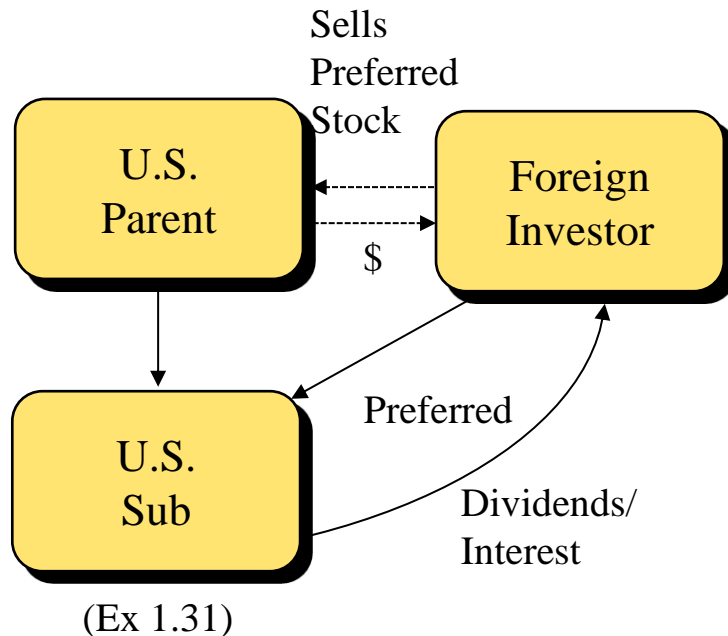 Sells
Preferred
Stock
U.S.
Parent
Foreign
Investor
$
U.S.
Sub
Preferred
Dividends/
Interest
(Ex 1.31)